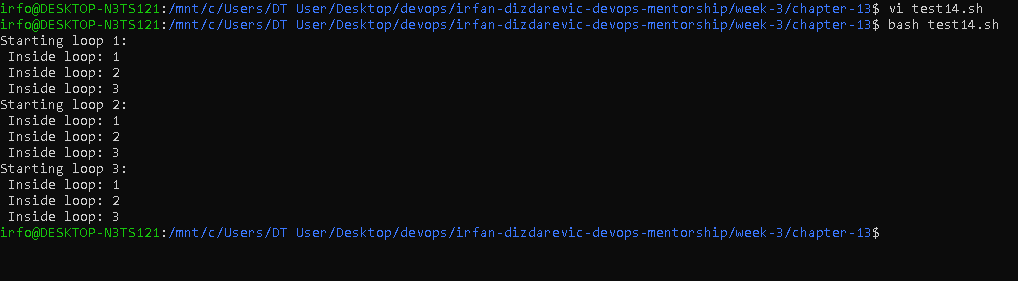 irfo@DESKTOP-N3TS121:/mnt/c/Users/DT User/Desktop/devops/irfan-dizdarevic-devops-mentorship/week-3/chapter-13$ vi test14.sh
irfo@DESKTOP-N3TS121:/mnt/c/Users/DT User/Desktop/devops/irfan-dizdarevic-devops-mentorship/week-3/chapter-13$ bash test14.sh
Starting loop 1:
 Inside loop: 1
 Inside loop: 2
 Inside loop: 3
Starting loop 2:
 Inside loop: 1
 Inside loop: 2
 Inside loop: 3
Starting loop 3:
 Inside loop: 1
 Inside loop: 2
 Inside loop: 3
irfo@DESKTOP-N3TS121:/mnt/c/Users/DT User/Desktop/devops/irfan-dizdarevic-devops-mentorship/week-3/chapter-13$